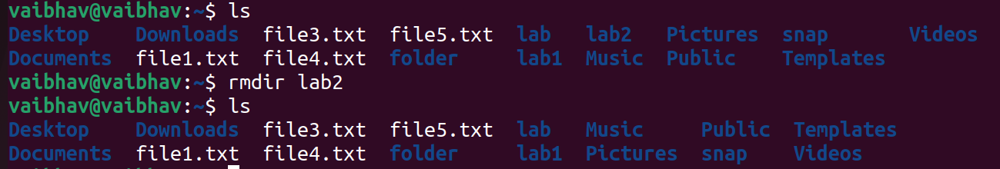 vaibhav@vaibhav:~$ ls
Desktop    Downloads  file3.txt  file5.txt  lab   lab2   Pictures  snap       Videos
Documents  file1.txt  file4.txt  folder     lab1  Music  Public    Templates
vaibhav@vaibhav:~$ rmdir lab2
vaibhav@vaibhav:~$ ls
Desktop    Downloads  file3.txt  file5.txt  lab   Music     Public  Templates
Documents  file1.txt  file4.txt  folder     lab1  Pictures  snap    Videos